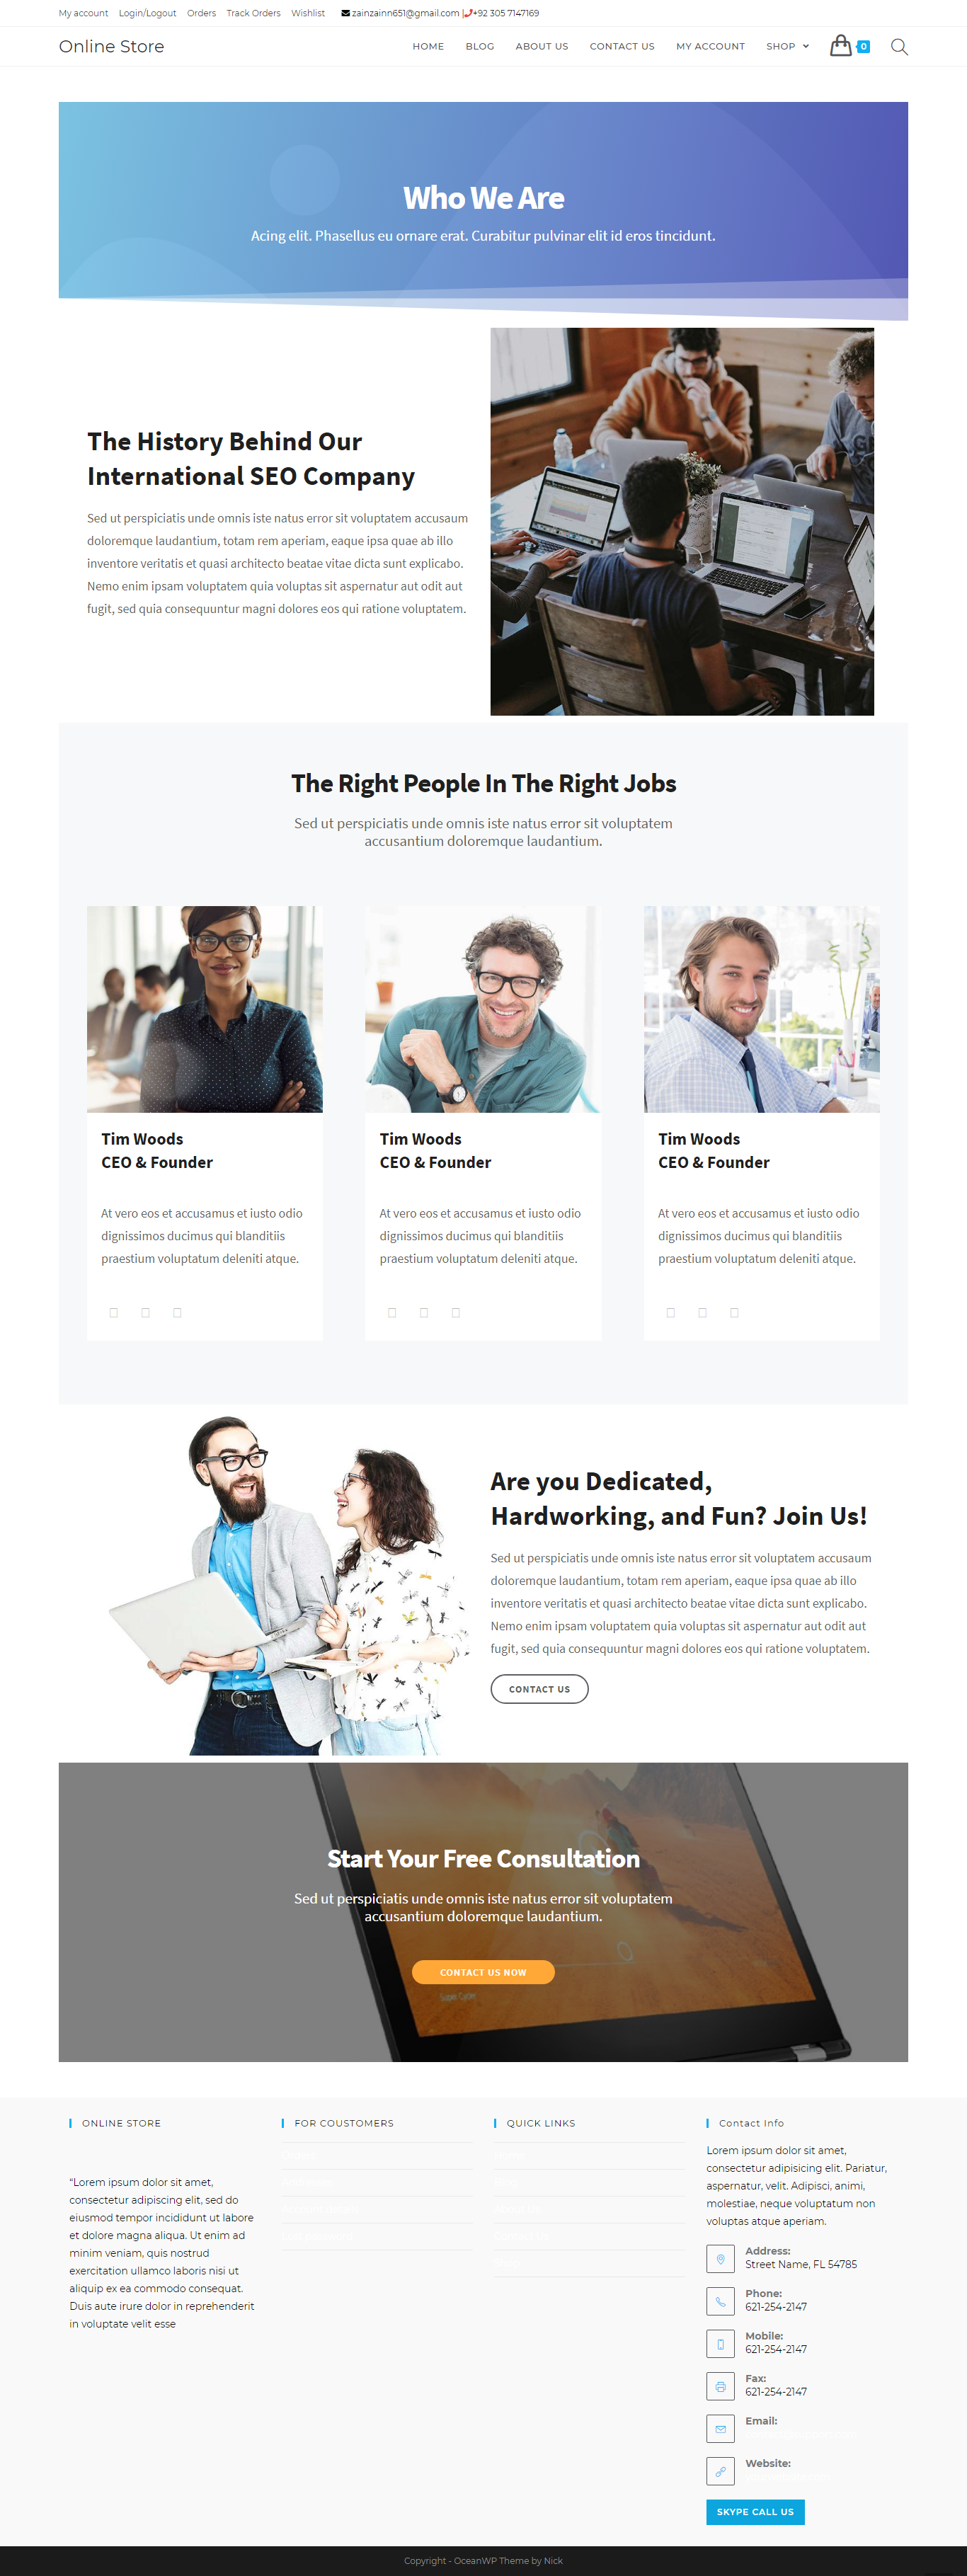 My account Login/Logout Orders Track Orders Wishlist zainzainn651@gmail.com |+92 305 7147169
Online Store
HOME BLOG ABOUT US CONTACT US MY ACCOUNT SHOP 0
Who We Are
Acing elit. Phasellus eu ornare erat. Curabitur pulvinar elit id eros tincidunt.
The History Behind Our
International SEO Company
Sed ut perspiciatis unde omnis iste natus error sit voluptatem accusaum
doloremque laudantium, totam rem aperiam, eaque ipsa quae ab illo
inventore veritatis et quasi architecto beatae vitae dicta sunt explicabo.
Nemo enim ipsam voluptatem quia voluptas sit aspernatur aut odit aut
fugit, sed quia consequuntur magni dolores eos qui ratione voluptatem.
The Right People In The Right Jobs
Sed ut perspiciatis unde omnis iste natus error sit voluptatem
accusantium doloremque laudantium.
Tim Woods
CEO & Founder
At vero eos et accusamus et iusto odio
dignissimos ducimus qui blanditiis
praestium voluptatum deleniti atque.
Tim Woods
CEO & Founder
At vero eos et accusamus et iusto odio
dignissimos ducimus qui blanditiis
praestium voluptatum deleniti atque.
Tim Woods
CEO & Founder
At vero eos et accusamus et iusto odio
dignissimos ducimus qui blanditiis
praestium voluptatum deleniti atque.
Are you Dedicated,
Hardworking, and Fun? Join Us!
Sed ut perspiciatis unde omnis iste natus error sit voluptatem accusaum
doloremque laudantium, totam rem aperiam, eaque ipsa quae ab illo
inventore veritatis et quasi architecto beatae vitae dicta sunt explicabo.
Nemo enim ipsam voluptatem quia voluptas sit aspernatur aut odit aut
fugit, sed quia consequuntur magni dolores eos qui ratione voluptatem.
CONTACT US
Start Your Free Consultation
Sed ut perspiciatis unde omnis iste natus error sit voluptatem
accusantium doloremque laudantium.
CONTACT US NOW
ONLINE STORE
"Lorem ipsum dolor sit amet,
consectetur adipiscing elit, sed do
eiusmod tempor incididunt ut labore
et dolore magna aliqua. Ut enim ad
minim veniam, quis nostrud
exercitation ullamco laboris nisi ut
aliquip ex ea commodo consequat.
Duis aute irure dolor in reprehenderit
in voluptate velit esse
FOR COUSTOMERS
QUICK LINKS
Contact Info
Lorem ipsum dolor sit amet,
consectetur adipisicing elit. Pariatur,
aspernatur, velit. Adipisci, animi,
molestiae, neque voluptatum non
voluptas atque aperiam.
Address:
Street Name, FL 54785
Phone:
621-254-2147
Mobile:
621-254-2147
Fax:
621-254-2147
Email:
Website:
SKYPE CALL US
Copyright - OceanWP Theme by Nick